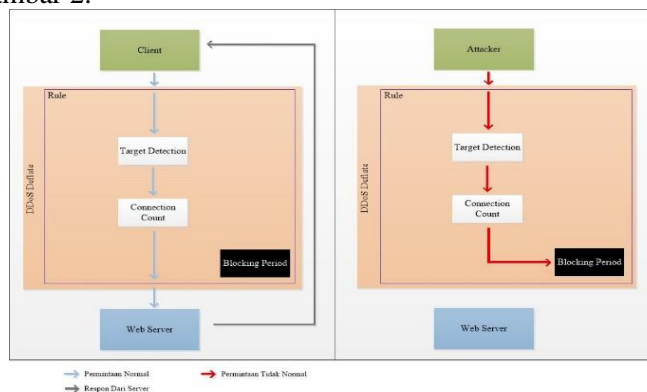 ambar 2.
Client
Rule
DDoS Deflate
Target Detection
Connection
Count
Blocking Period
Web Server
Attacker
Rule
DDoS Deflate
Target Detection
Connection
Count
Blocking Period
Web Server
Permintaan Normal
Permintaan Tidak Normal
Respon Dari Server